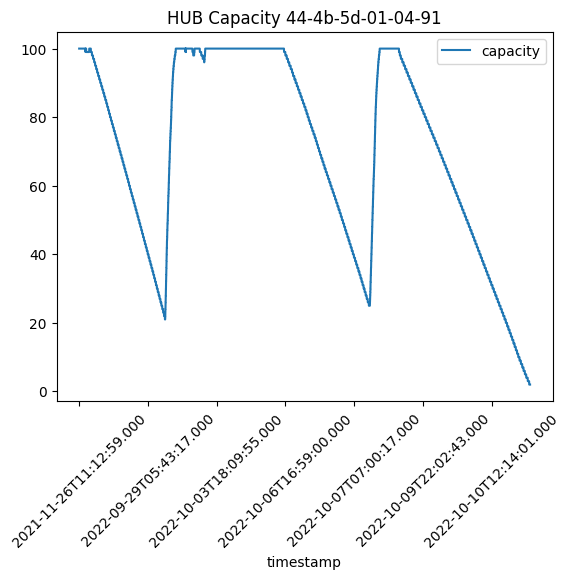 HUB Capacity 44-4b-5d-01-04-91
capacity
100
80
60
40
20
0
2021-11-26T11:12:59.000
2022-09-29T05:43:17.000
2022-10-03T18:09:55.000
2022-10-06T16:59:00.000
2022-10-07T07:00:17.000
2022-10-09T22:02:43.000
2022-10-10T12:14:01.000
timestamp